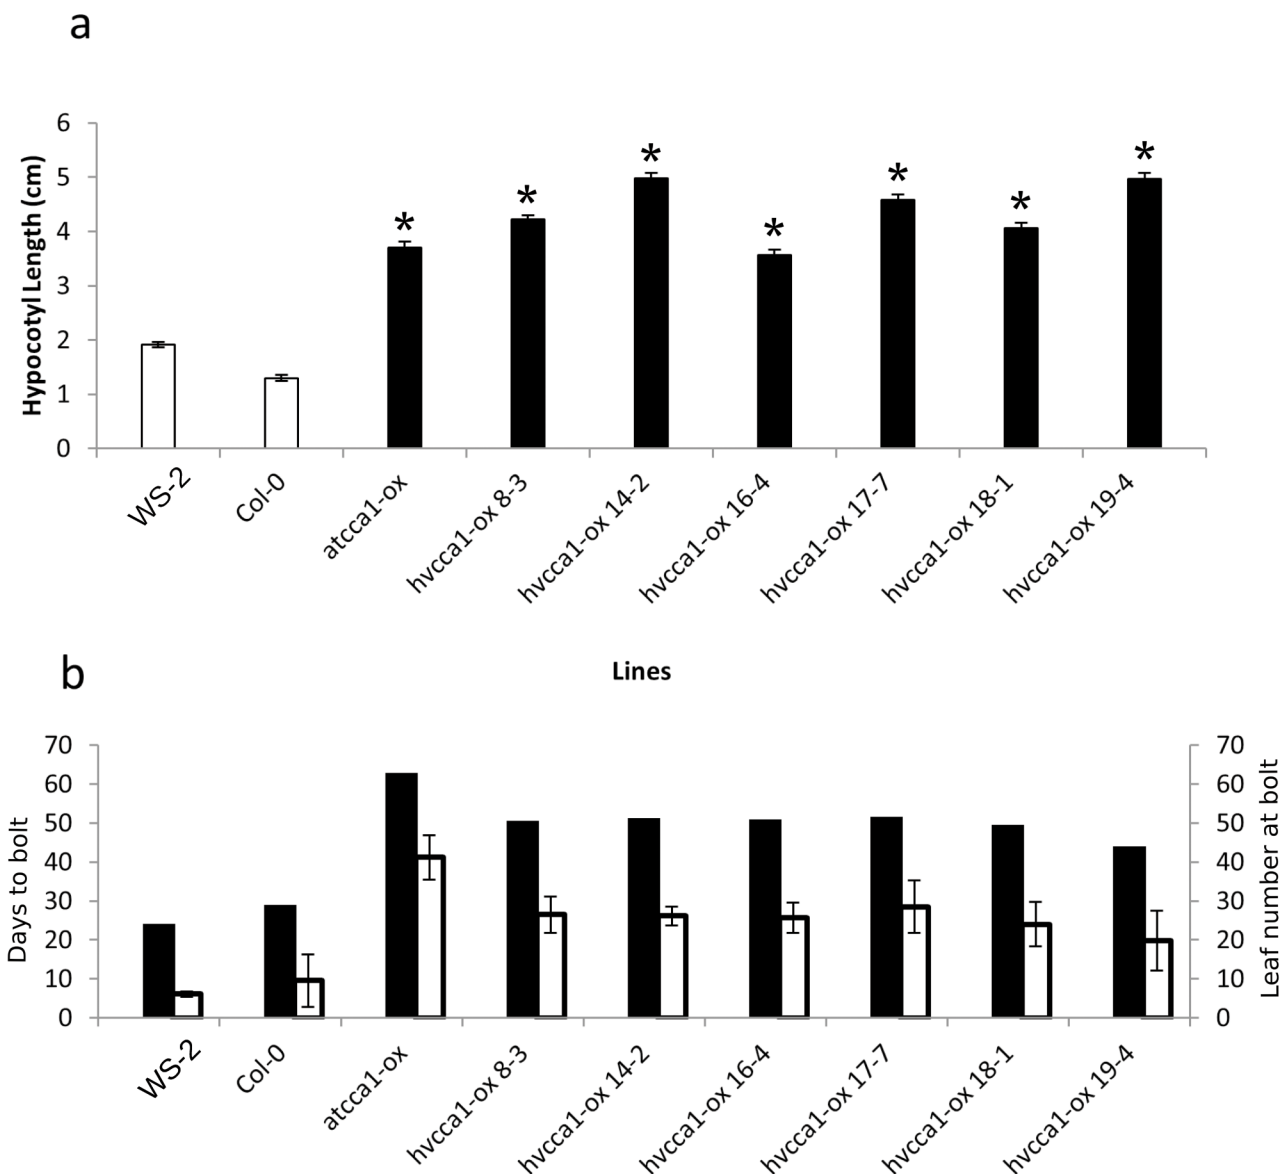 a
6
5
4
3
2
1
0
Hypocotyl Length (cm)
*
*
*
*
*
*
*
WS-2
Col-0
atcca1-ox
hvcca1-ox 8-3
hvcca1-ox 14-2
hvcca1-ox 16-4
hvcca1-ox 17-7
hvcca1-ox 18-1
hvcca1-ox 19-4
Lines
b
70
60
50
40
30
20
10
0
Days to bolt
70
60
50
40
30
20
10
0
Leaf number at bolt
WS-2
Col-0
atcca1-ox
hvcca1-ox 8-3
hvcca1-ox 14-2
hvcca1-ox 16-4
hvcca1-ox 17-7
hvcca1-ox 18-1
hvcca1-ox 19-4